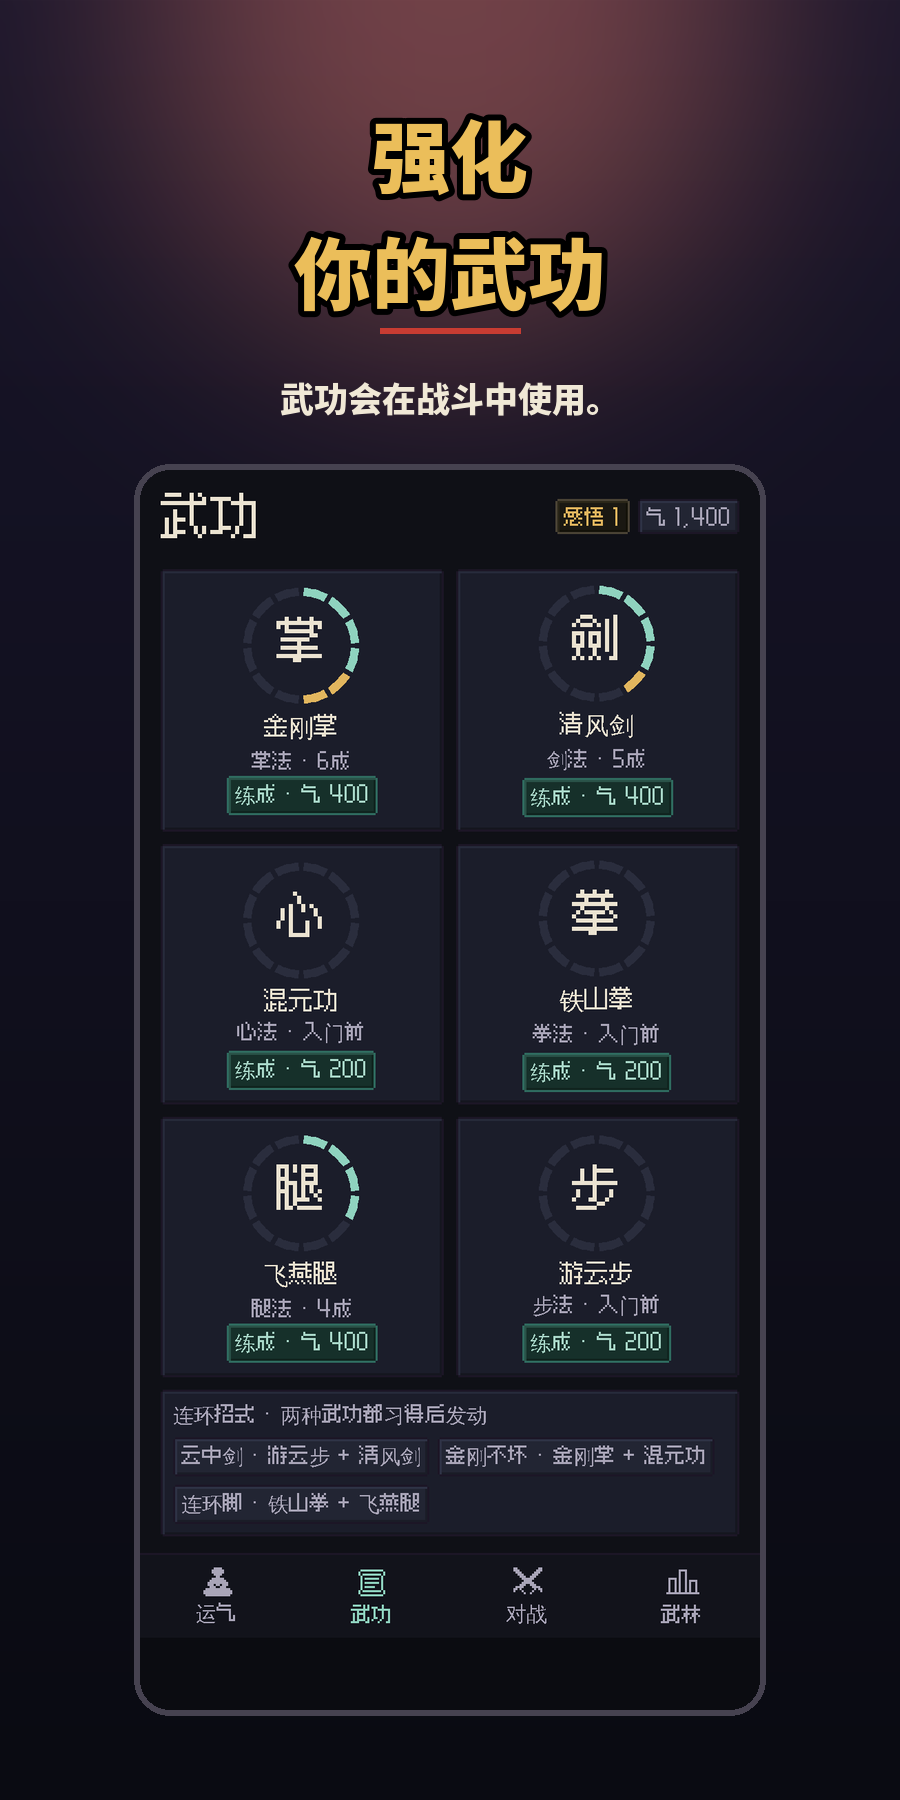 强化
你的武功
武功会在战斗中使用。
武功 感悟 1 气 1,400
掌 劍
金刚掌 清风剑
掌法 · 6成 剑法 · 5成
练成 · 气 400 练成 · 气 400
心 拳
混元功 铁山拳
心法 · 入门前 拳法 · 入门前
练成 · 气 200 练成 · 气 200
腿 步
飞燕腿 游云步
腿法 · 4成 步法 · 入门前
练成 · 气 400 练成 · 气 200
连环招式 · 两种武功都习得后发动
云中剑 · 游云步 + 清风剑 金刚不坏 · 金刚掌 + 混元功
连环脚 · 铁山拳 + 飞燕腿
运气 武功 对战 武林